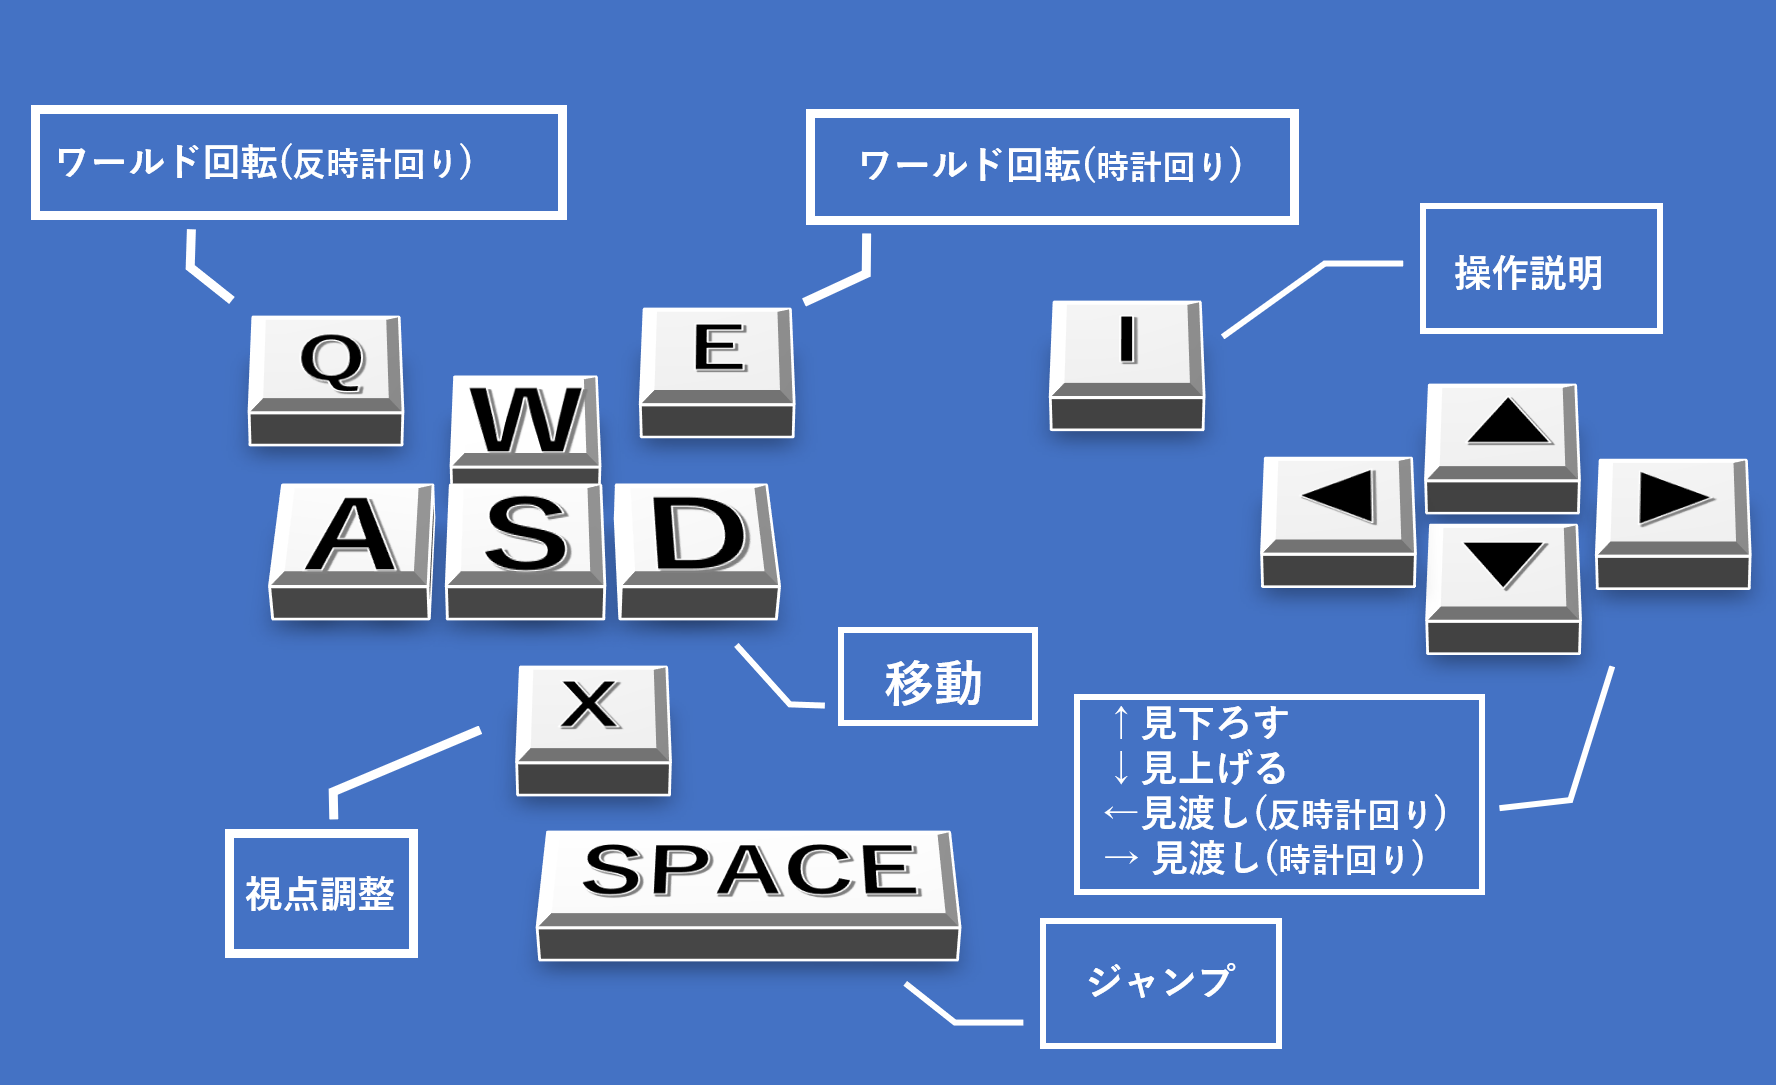 ワールド回転(反時計回り)
ワールド回転(時計回り)
操作説明
Q
E
I
W
A S D
移動
X
↑見下ろす
↓見上げる
←見渡し(反時計回り)
→ 見渡し(時計回り)
視点調整
SPACE
ジャンプ